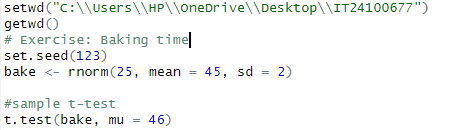 setwd("C:\\Users\\HP\\OneDrive\\Desktop\\IT24100677")
getwd()
# Exercise: Baking time
set.seed(123)
bake <- rnorm(25, mean = 45, sd = 2)
#sample t-test
t.test(bake, mu = 46)